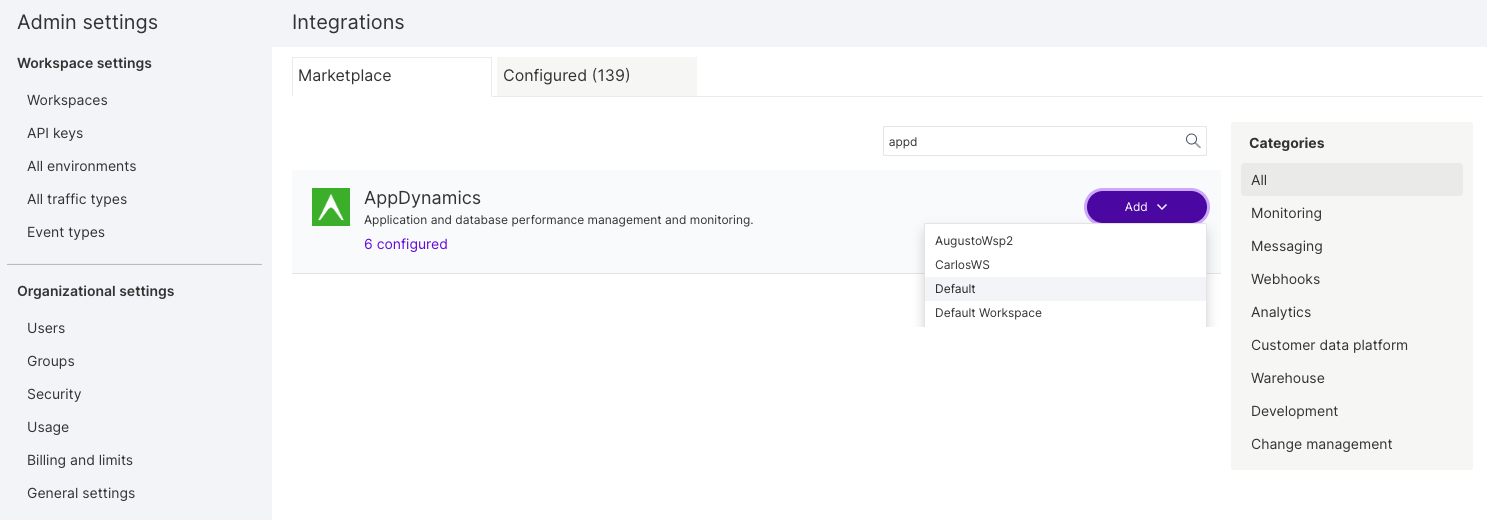 Admin settings
Workspace settings
Workspaces
API keys
All environments
All traffic types
Event types
Organizational settings
Users
Groups
Security
Usage
Billing and limits
General settings
Integrations
Marketplace
Configured (139)
appd
AppDynamics
Application and database performance management and monitoring.
6 configured
Add
AugustoWsp2
CarlosWS
Default
Default Workspace
Categories
All
Monitoring
Messaging
Webhooks
Analytics
Customer data platform
Warehouse
Development
Change management